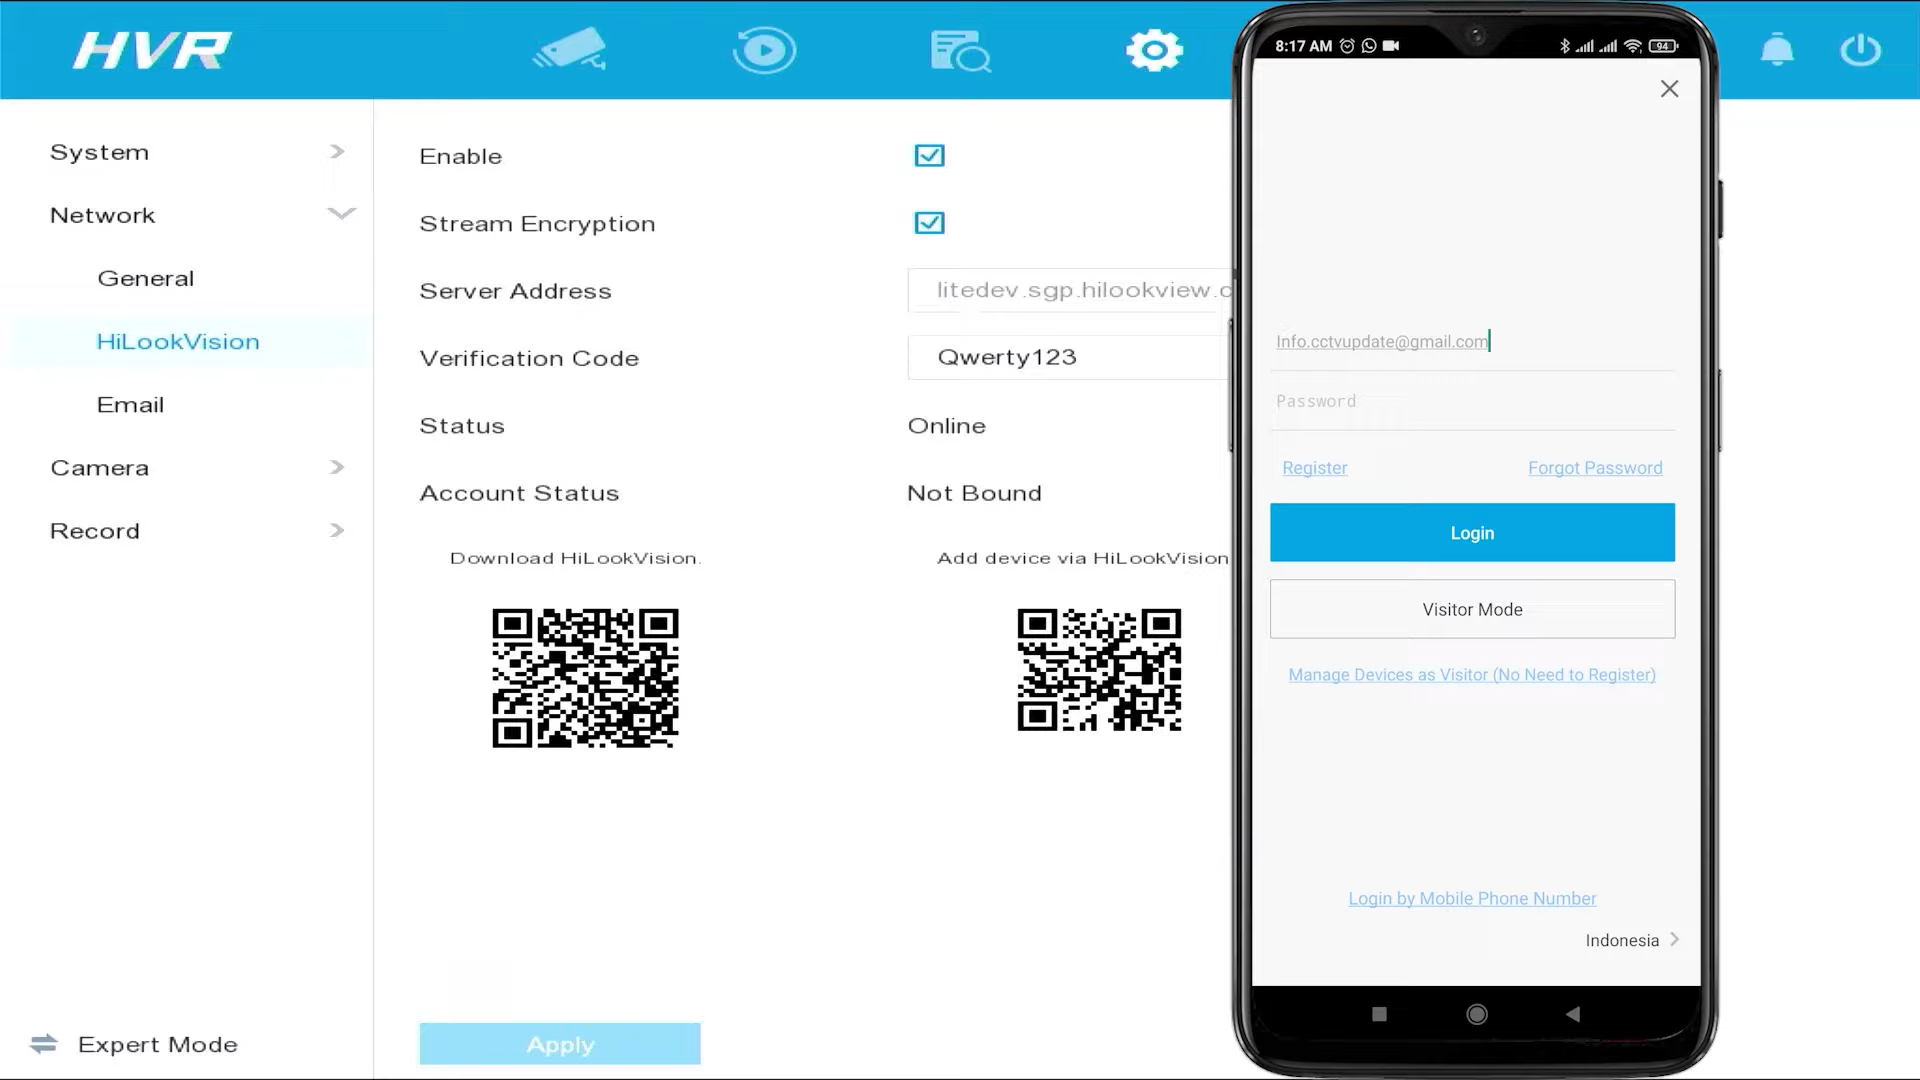 HVR
System
Network
General
HiLookVision
Email
Camera
Record
Expert Mode
Enable
Stream Encryption
Server Address
litedev.sgp.hilookview.c
Verification Code
Qwerty123
Status
Online
Account Status
Not Bound
Download HiLookVision.
Add device via HiLookVision
Apply
8:17 AM
94
Info.cctvupdate@gmail.com
Password
Register
Forgot Password
Login
Visitor Mode
Manage Devices as Visitor (No Need to Register)
Login by Mobile Phone Number
Indonesia